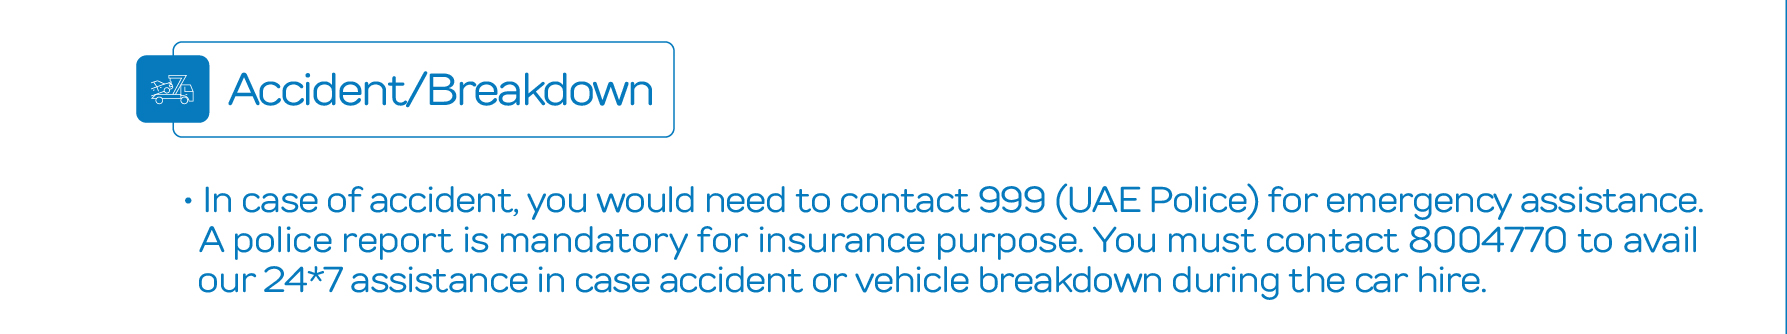 Accident/Breakdown
• In case of accident, you would need to contact 999 (UAE Police) for emergency assistance.
A police report is mandatory for insurance purpose. You must contact 8004770 to avail
our 24*7 assistance in case accident or vehicle breakdown during the car hire.